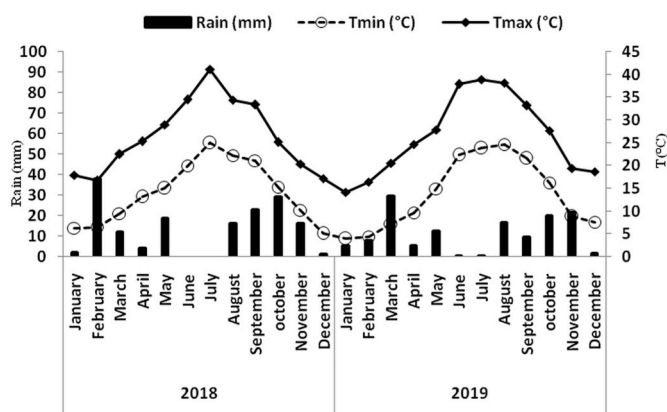 Rain (mm) Tmin (°C) Tmax (°C)
100
90
80
70
60
50
40
30
20
10
0
Rain (mm)
45
40
35
30
25
20
15
10
5
0
T(°C)
January
February
March
April
May
June
July
August
September
october
November
December
January
February
March
April
May
June
July
August
September
october
November
December
2018 2019